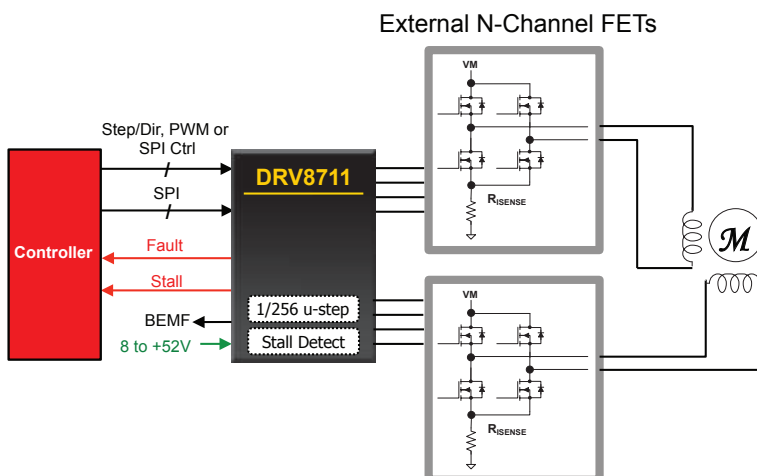 External N-Channel FETs
VM
Step/Dir, PWM or
SPI Ctrl
DRV8711
SPI
RISENSE
Controller
Fault
M
Stall
1/256 u-step
VM
BEMF
Stall Detect
8 to +52V
RISENSE